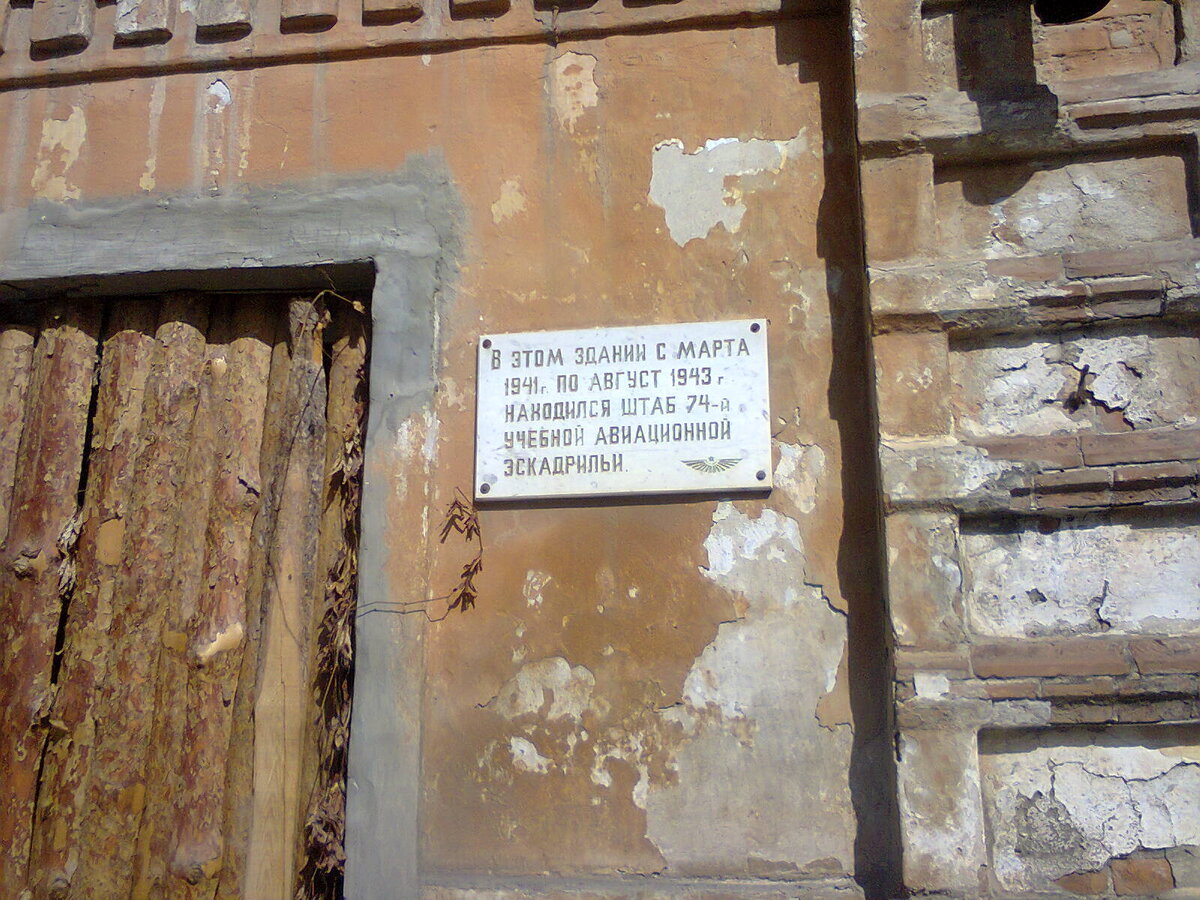 В ЭТОМ ЗДАНИИ С МАРТА
1941г. ПО АВГУСТ 1943г
НАХОДИЛСЯ ШТАБ 74-й
УЧЕБНОЙ АВИАЦИОННОЙ
ЭСКАДРИЛЬИ.